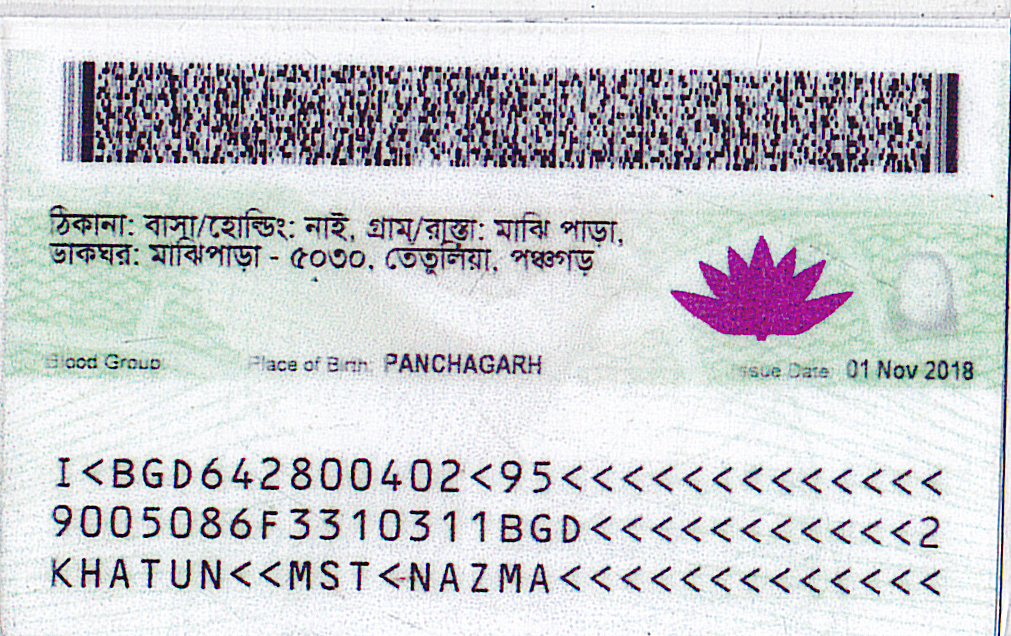 ঠিকানা: বাসা/হোল্ডিং: নাই, গ্রাম/রাস্তা: মাঝি পাড়া,
ডাকঘর: মাঝিপাড়া - ৫০৩০, তেতুলিয়া, পঞ্চগড়
Blood Group: Place of Birth: PANCHAGARH Issue Date: 01 Nov 2018
I<BGD642800402<95<<<<<<<<<<<<<
9005086F3310311BGD<<<<<<<<<<<2
KHATUN<<MST<NAZMA<<<<<<<<<<<<<